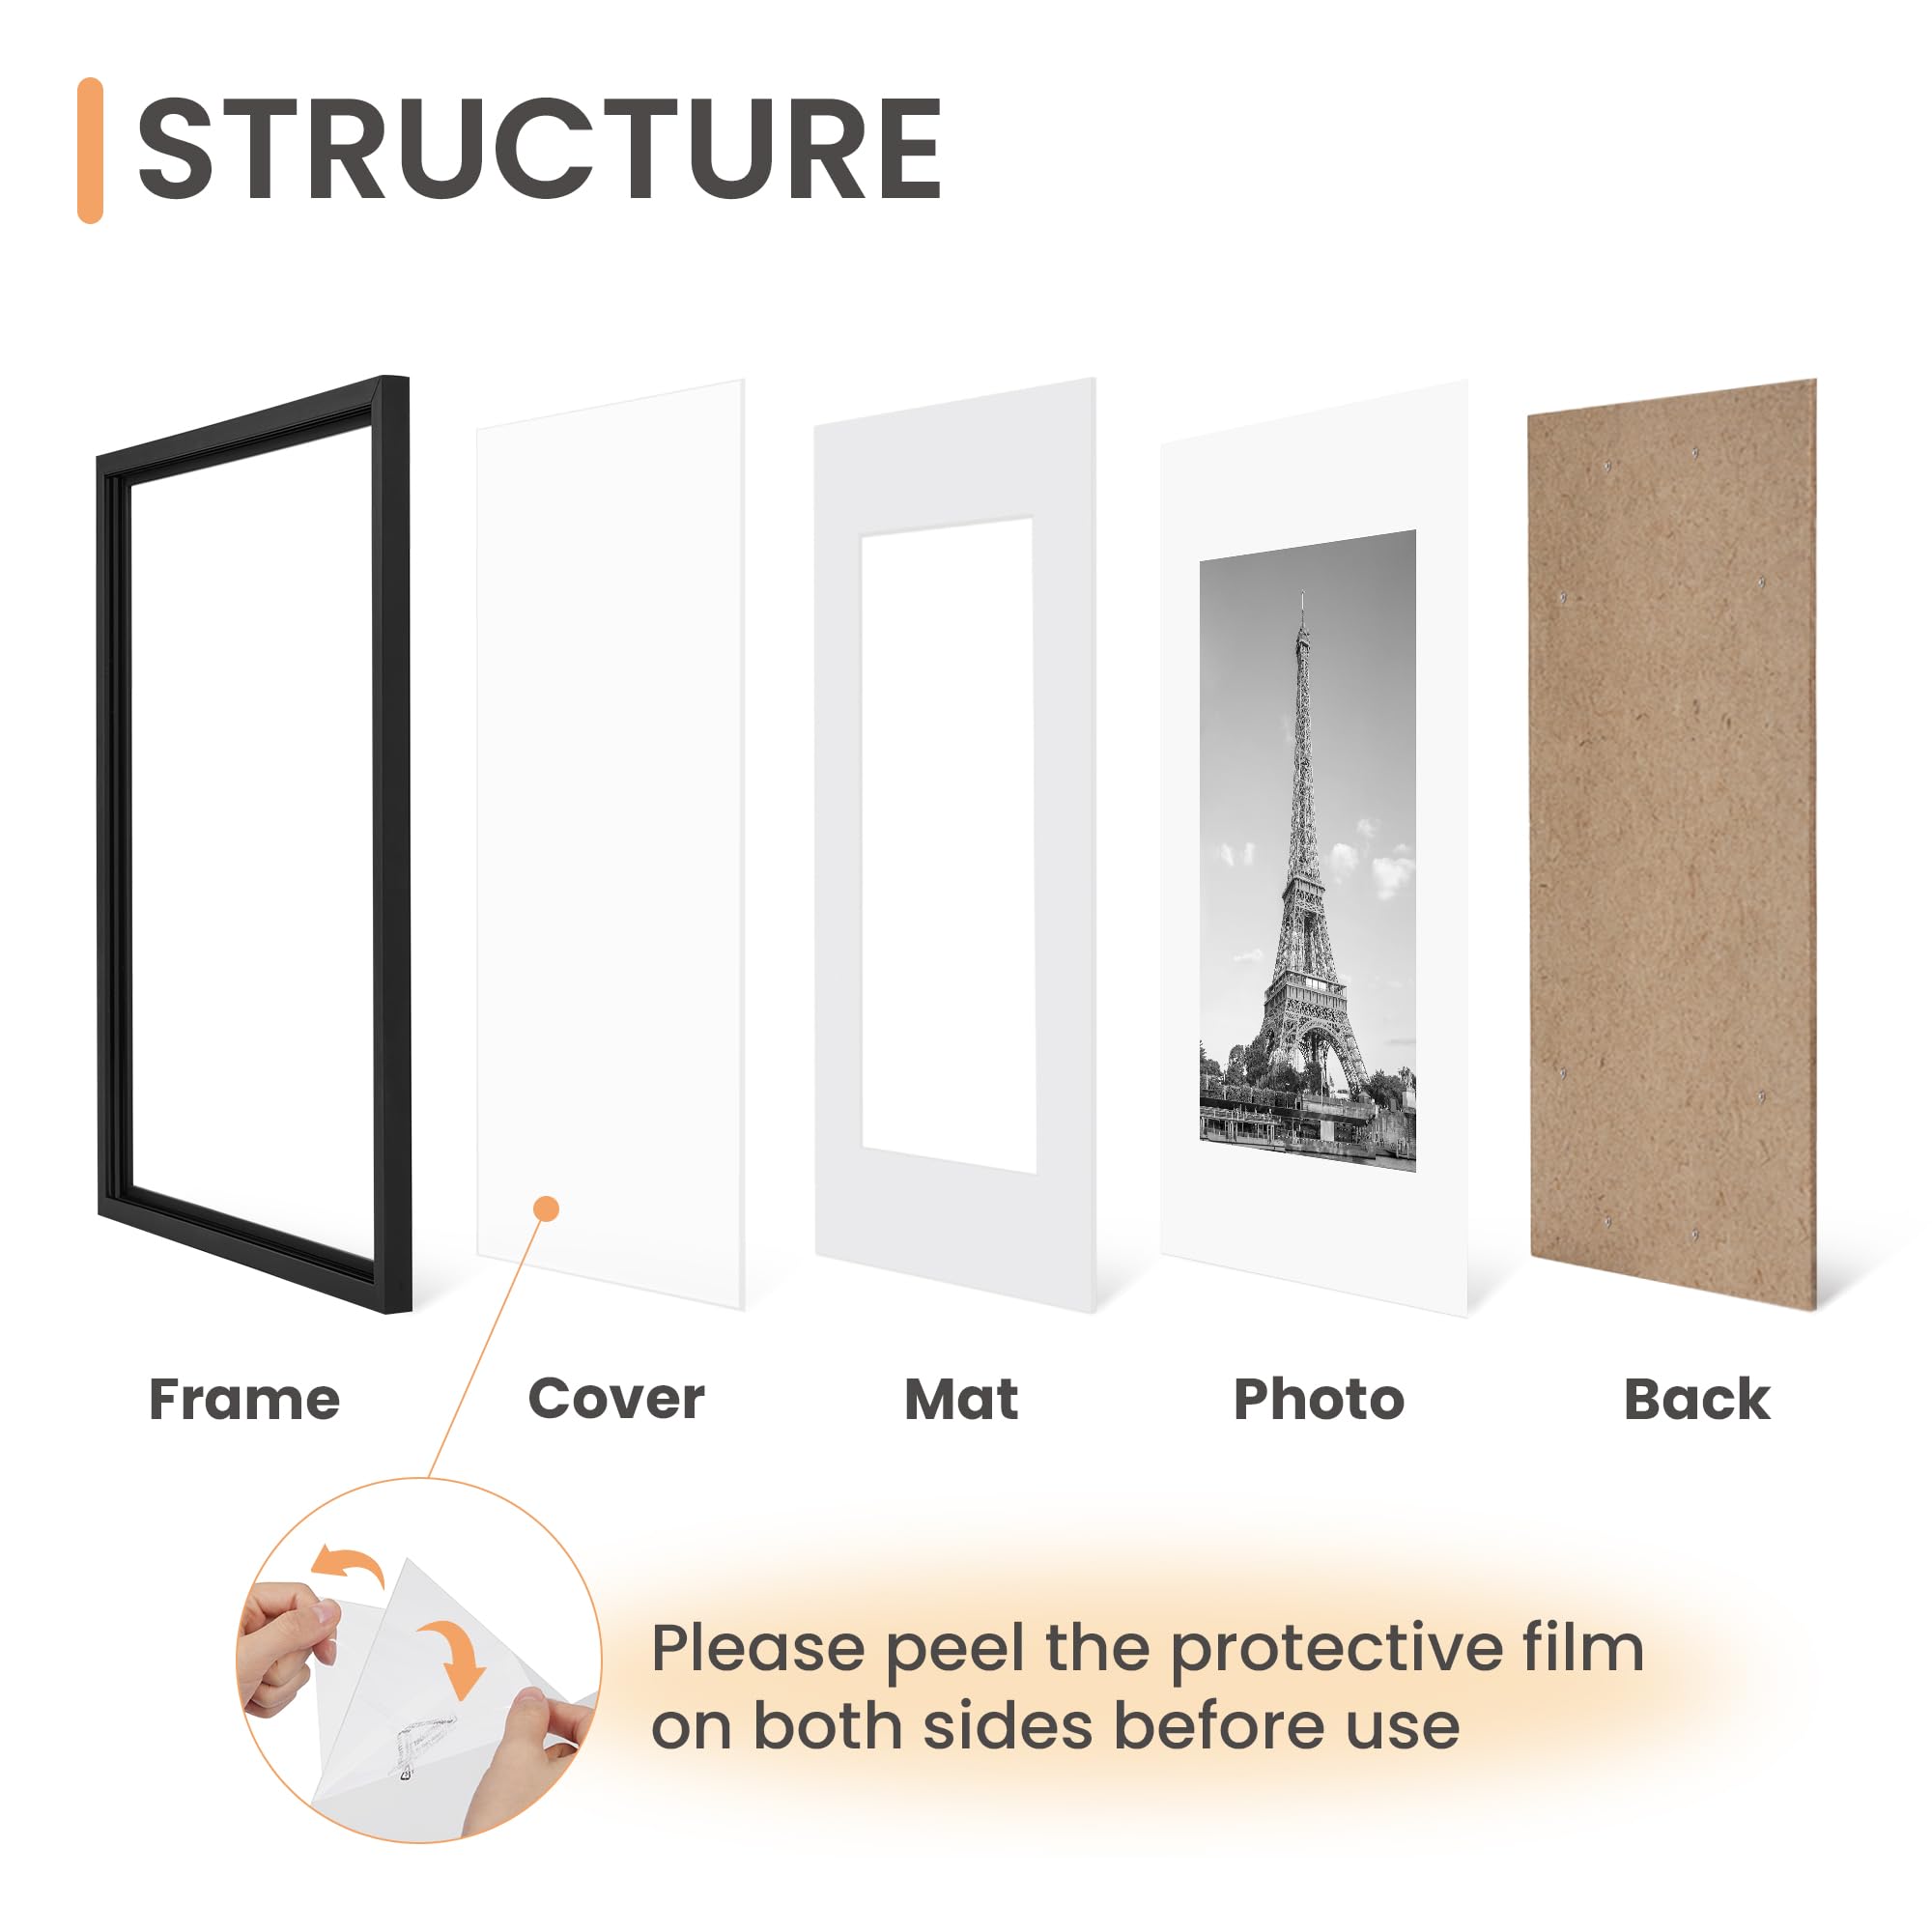 STRUCTURE
Frame
Cover
Mat
Photo
Back
Please peel the protective film
on both sides before use